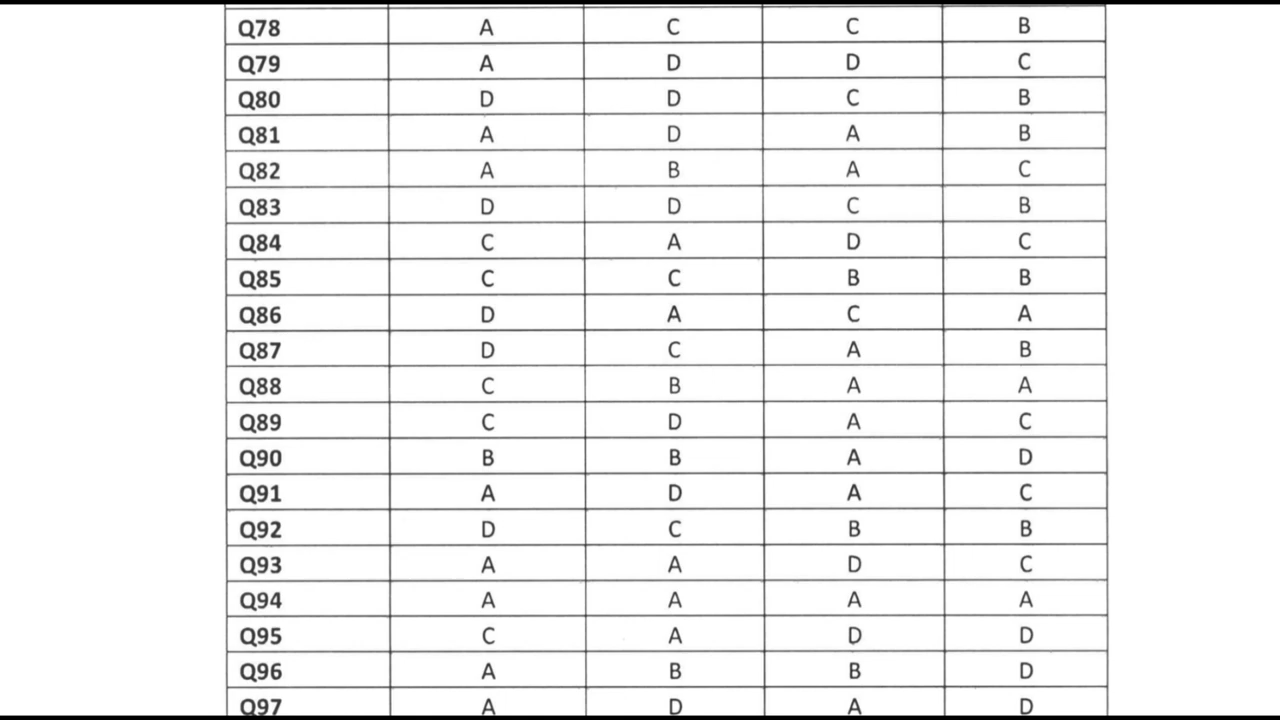 Q78 A C C B
Q79 A D D C
Q80 D D C B
Q81 A D A B
Q82 A B A C
Q83 D D C B
Q84 C A D C
Q85 C C B B
Q86 D A C A
Q87 D C A B
Q88 C B A A
Q89 C D A C
Q90 B B A D
Q91 A D A C
Q92 D C B B
Q93 A A D C
Q94 A A A A
Q95 C A D D
Q96 A B B D
Q97 A D A D